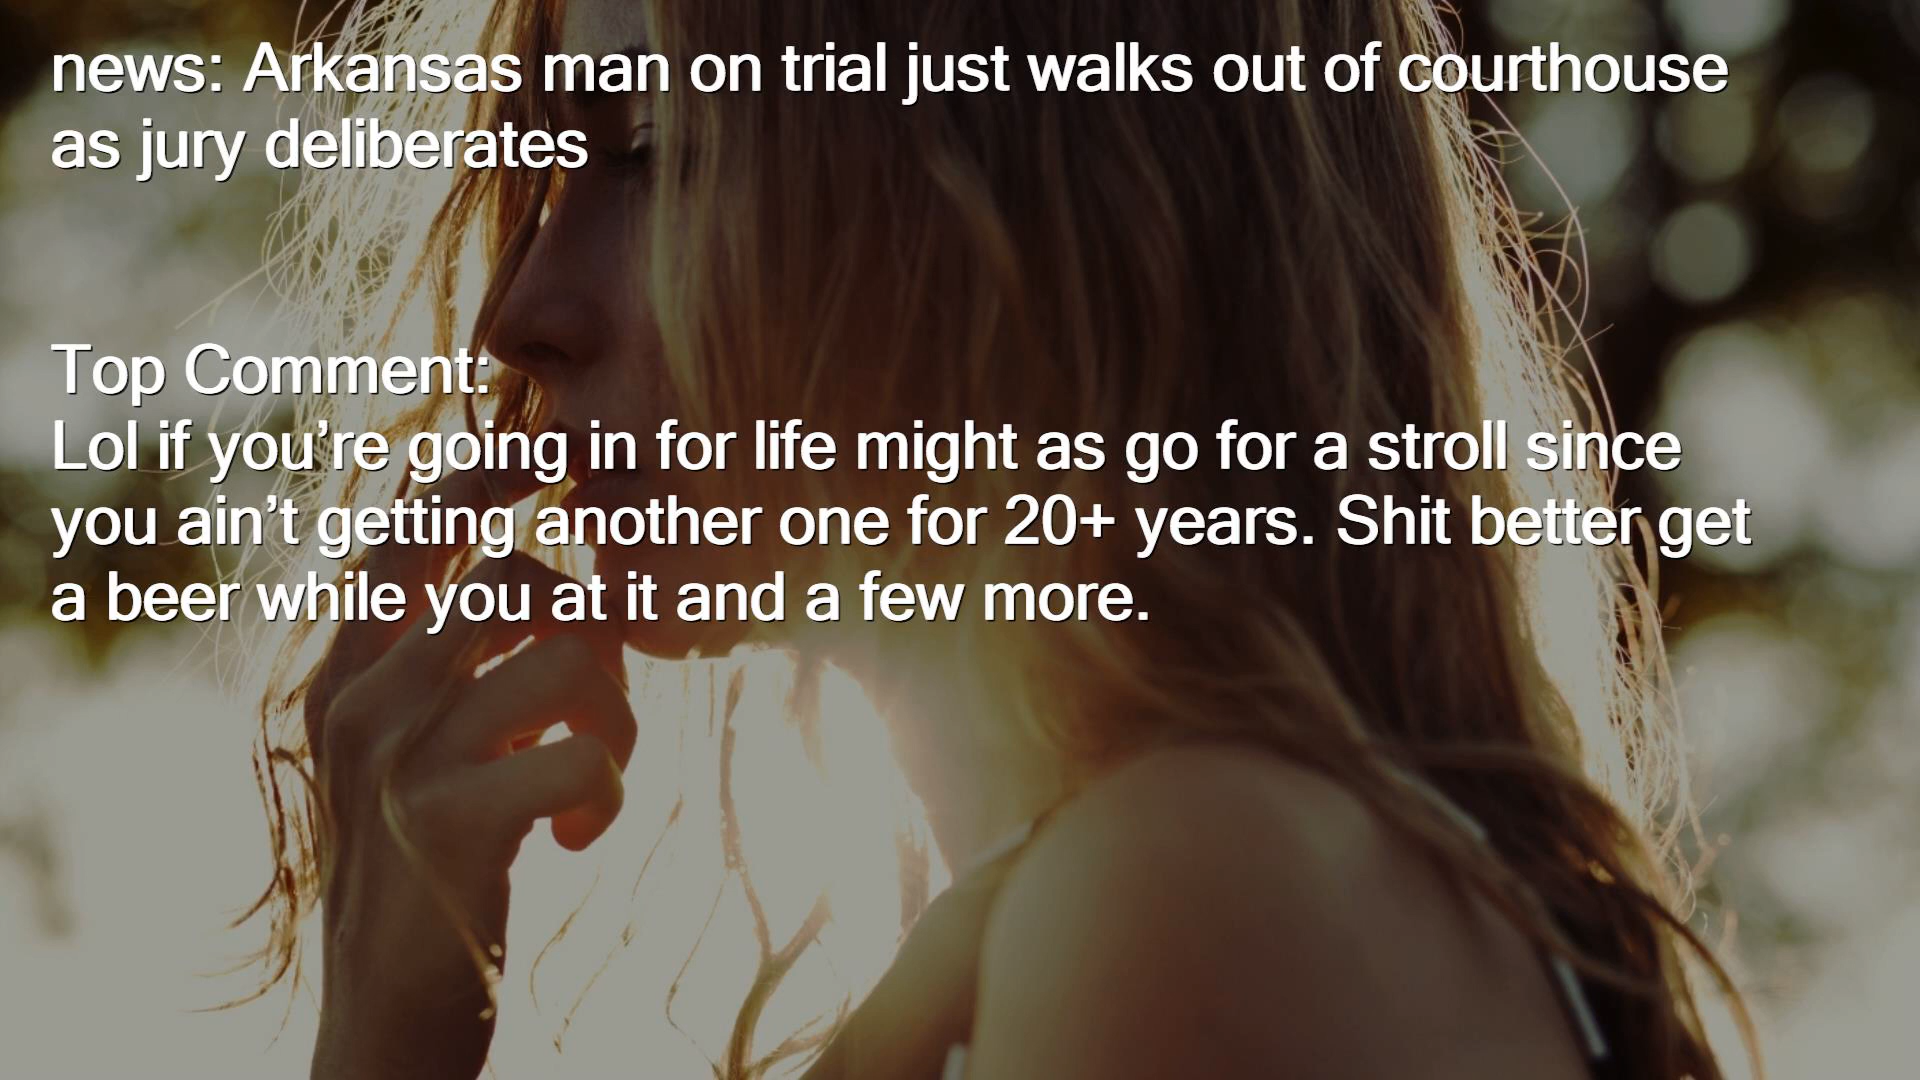 news: Arkansas man on trial just walks out of courthouse
as jury deliberates
Top Comment:
Lol if you’re going in for life might as go for a stroll since
you ain’t getting another one for 20+ years. Shit better get
a beer while you at it and a few more.